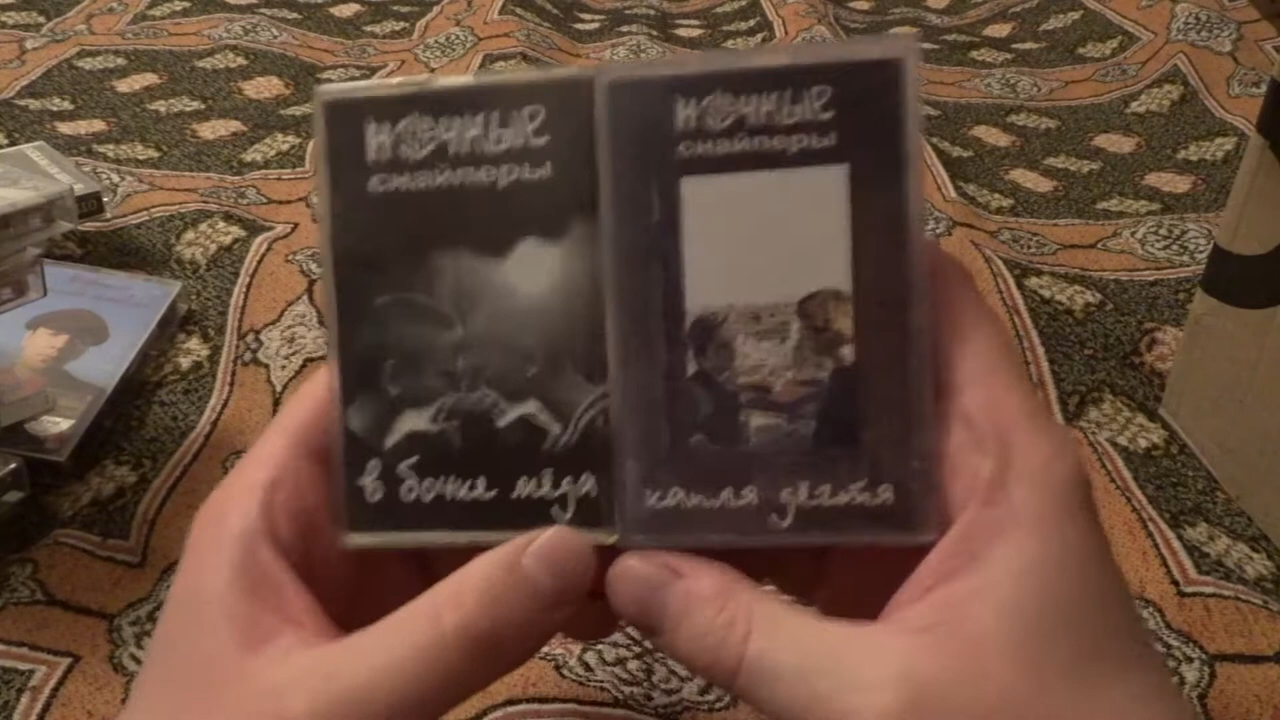 ночные
снайперы
в бочке мёда
ночные
снайперы
капля дёгтя